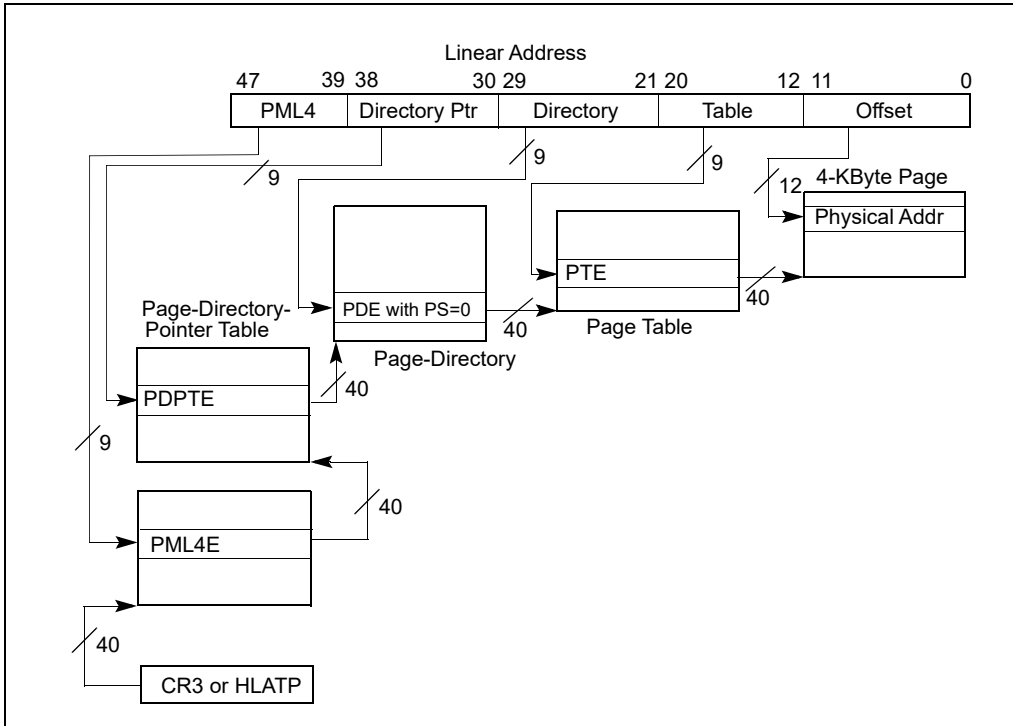 Linear Address
47 39 38 30 29 21 20 12 11 0
PML4 Directory Ptr Directory Table Offset
9
9
9
12
4-KByte Page
Physical Addr
PTE
40
PDE with PS=0
40
Page Table
Page-Directory-
Pointer Table
Page-Directory
40
PDPTE
9
40
PML4E
40
CR3 or HLATP